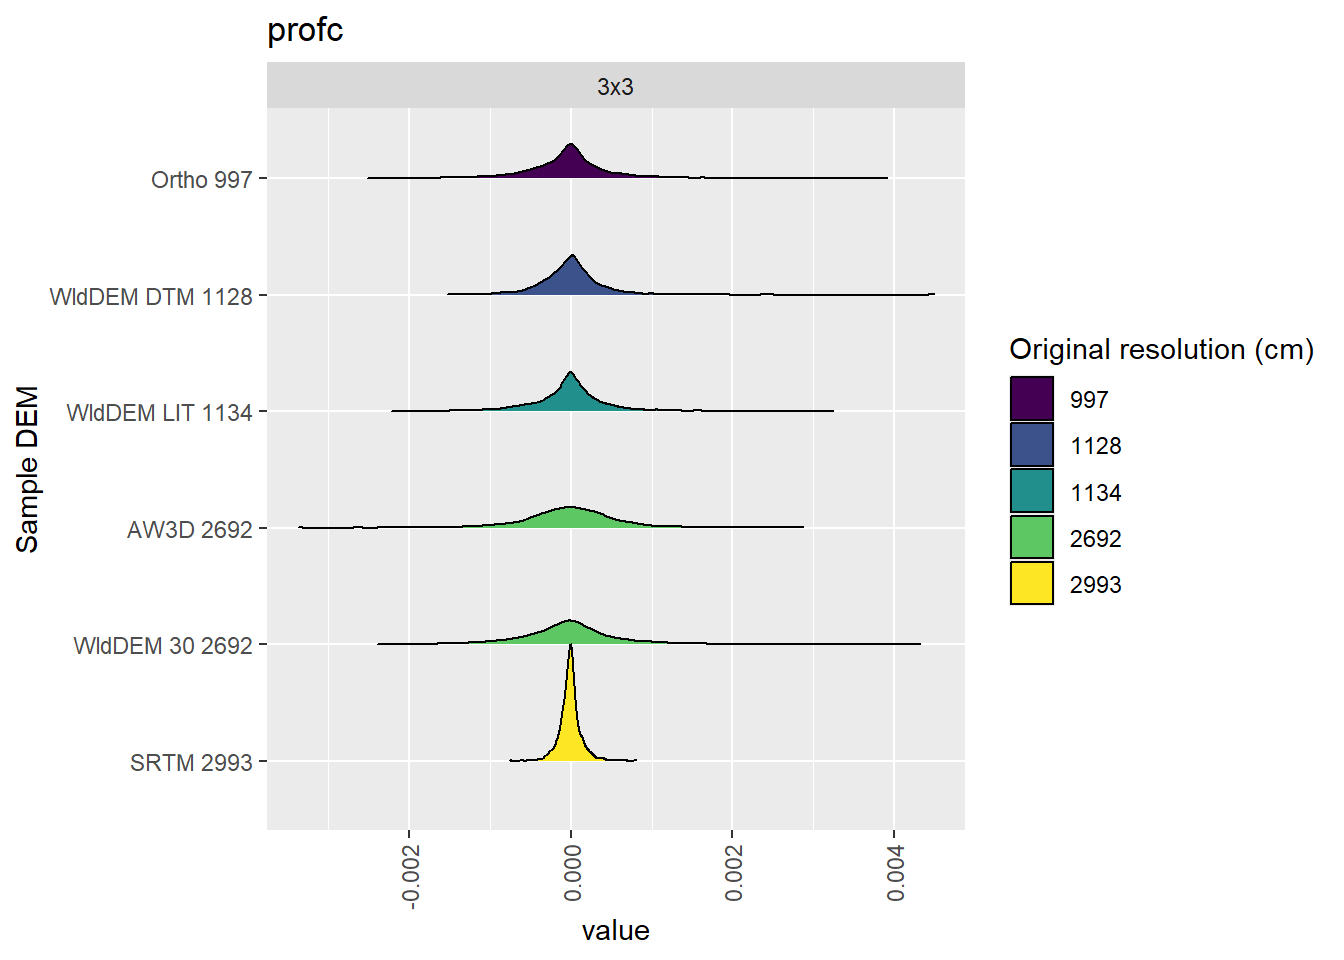 profc
3x3
Sample DEM
Ortho 997
WldDEM DTM 1128
WldDEM LIT 1134
AW3D 2692
WldDEM 30 2692
SRTM 2993
-0.002
0.000
0.002
0.004
value
Original resolution (cm)
997
1128
1134
2692
2993